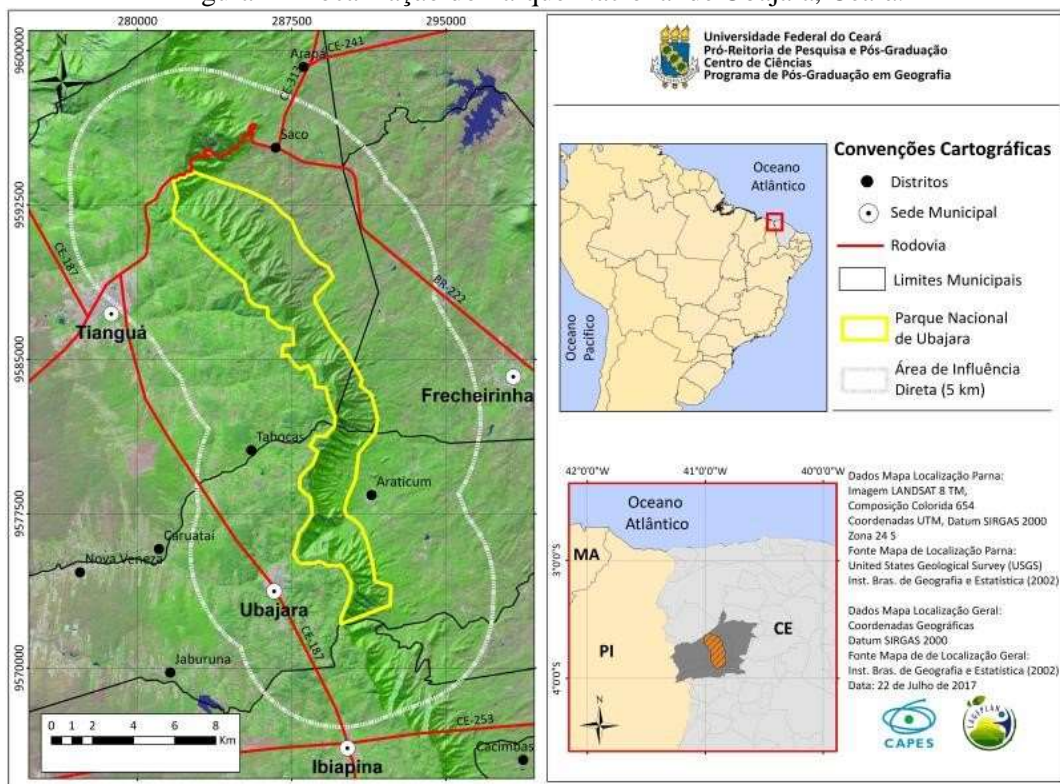 280000
287500
295000
9600000
9592500
9585000
9577500
9570000
N
CE-241
Arapá
CE-313
Saco
CE-187
BR-222
Tianguá
Frecheirinha
Tabocas
Araticum
Caruataí
Nova Veneza
Ubajara
CE-187
Jaburuna
CE-253
Cacimbas
Ibiapina
0 1 2 4 6 8
Km
Universidade Federal do Ceará
Pró-Reitoria de Pesquisa e Pós-Graduação
Centro de Ciências
Programa de Pós-Graduação em Geografia
Oceano
Atlântico
Oceano
Pacífico
Convenções Cartográficas
Distritos
Sede Municipal
Rodovia
Limites Municipais
Parque Nacional
de Ubajara
Área de Influência
Direta (5 km)
42°0'0"W
41°0'0"W
40°0'0"W
3°0'0"S
4°0'0"S
Oceano
Atlântico
MA
PI
CE
N
Dados Mapa Localização Parna:
Imagem LANDSAT 8 TM,
Composição Colorida 654
Coordenadas UTM, Datum SIRGAS 2000
Zona 24 S
Fonte Mapa de Localização Parna:
United States Geological Survey (USGS)
Inst. Bras. de Geografia e Estatística (2002)
Dados Mapa Localização Geral:
Coordenadas Geográficas
Datum SIRGAS 2000
Fonte Mapa de de Localização Geral:
Inst. Bras. de Geografia e Estatística (2002)
Data: 22 de Julho de 2017
CAPES